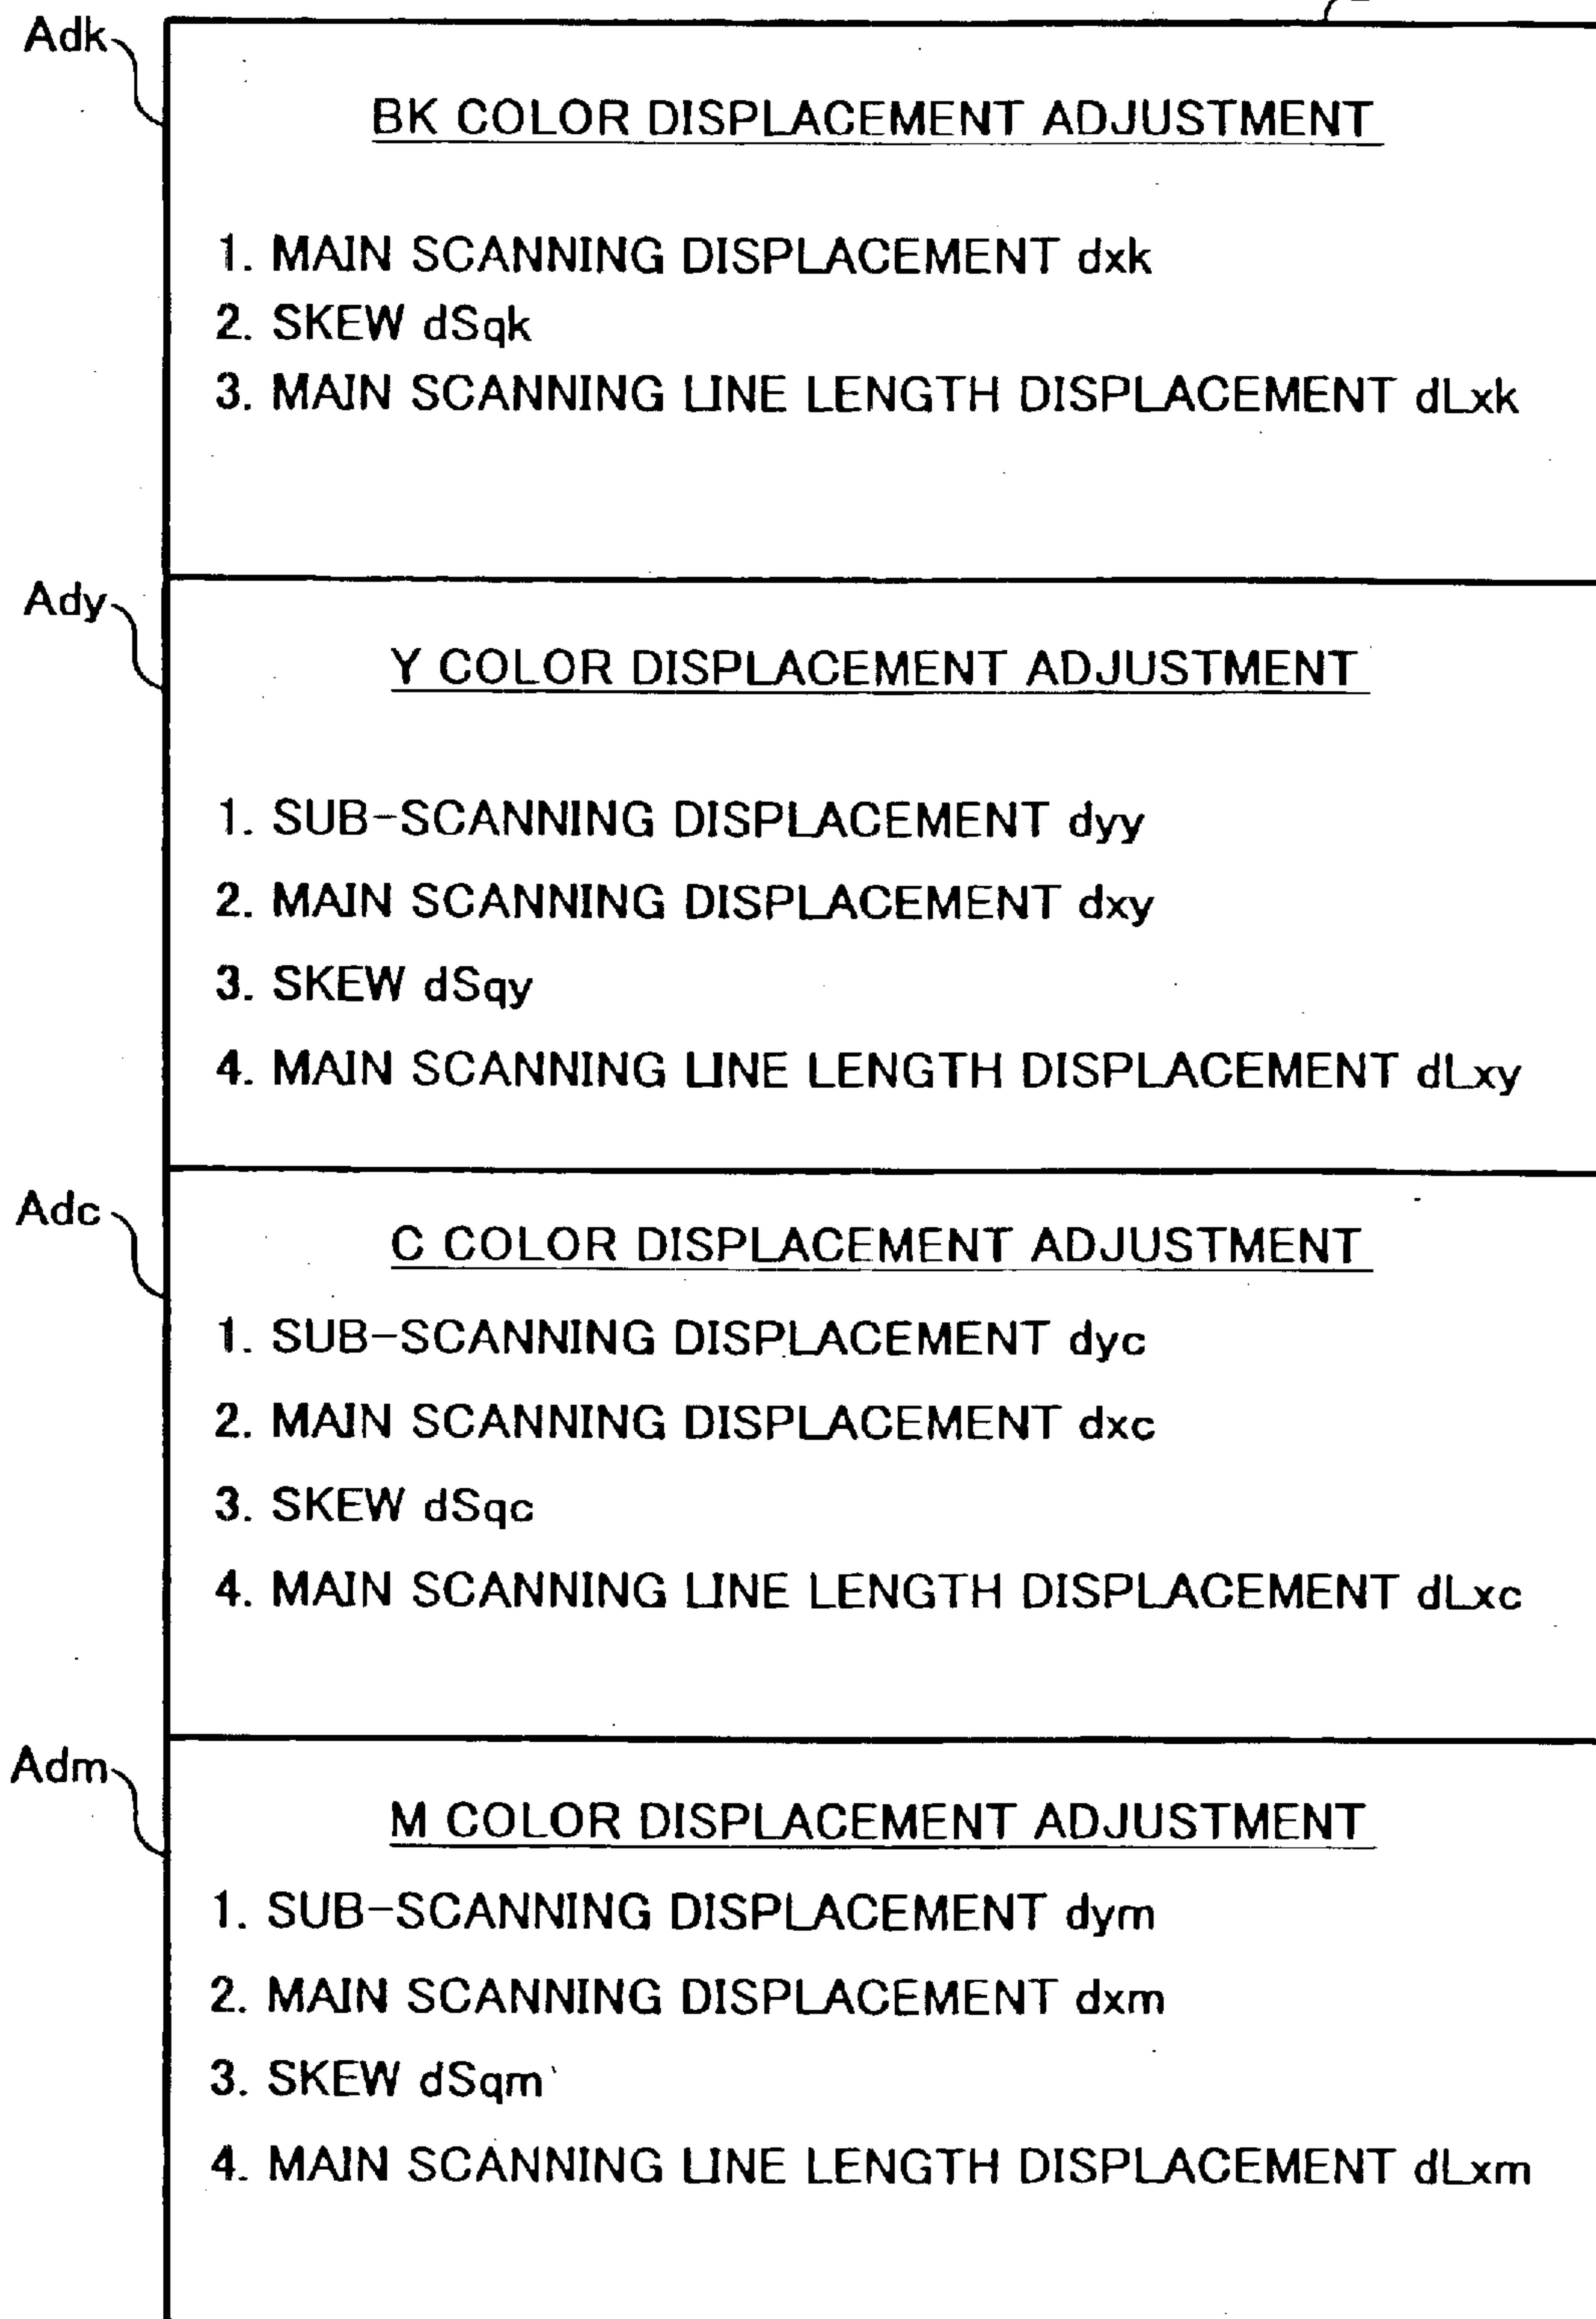 Adk
BK COLOR DISPLACEMENT ADJUSTMENT
1. MAIN SCANNING DISPLACEMENT dxk
2. SKEW dSqk
3. MAIN SCANNING LINE LENGTH DISPLACEMENT dLxk
Ady
Y COLOR DISPLACEMENT ADJUSTMENT
1. SUB-SCANNING DISPLACEMENT dyy
2. MAIN SCANNING DISPLACEMENT dxy
3. SKEW dSqy
4. MAIN SCANNING LINE LENGTH DISPLACEMENT dLxy
Adc
C COLOR DISPLACEMENT ADJUSTMENT
1. SUB-SCANNING DISPLACEMENT dyc
2. MAIN SCANNING DISPLACEMENT dxc
3. SKEW dSqc
4. MAIN SCANNING LINE LENGTH DISPLACEMENT dLxc
Adm
M COLOR DISPLACEMENT ADJUSTMENT
1. SUB-SCANNING DISPLACEMENT dym
2. MAIN SCANNING DISPLACEMENT dxm
3. SKEW dSqm
4. MAIN SCANNING LINE LENGTH DISPLACEMENT dLxm